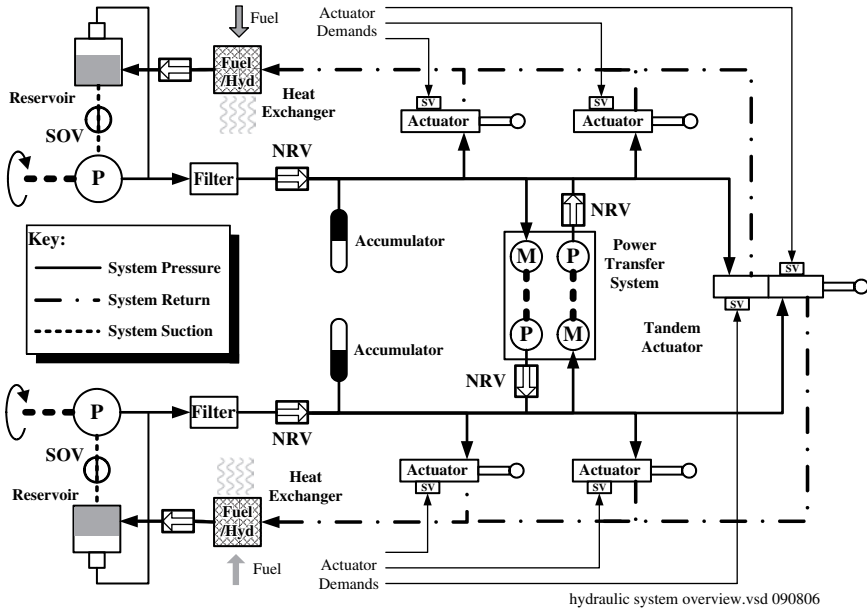 Fuel
Actuator
Demands
Fuel
/Hyd
Heat
Exchanger
Reservoir
SOV
SV
Actuator
SV
Actuator
P
Filter
NRV
NRV
Accumulator
M
P
Power
Transfer
System
Key:
System Pressure
System Return
System Suction
SV
SV
Tandem
Actuator
Accumulator
P
M
NRV
P
Filter
NRV
SOV
Reservoir
Actuator
SV
Actuator
SV
Heat
Exchanger
Fuel
/Hyd
Fuel
Actuator
Demands
hydraulic system overview.vsd 090806